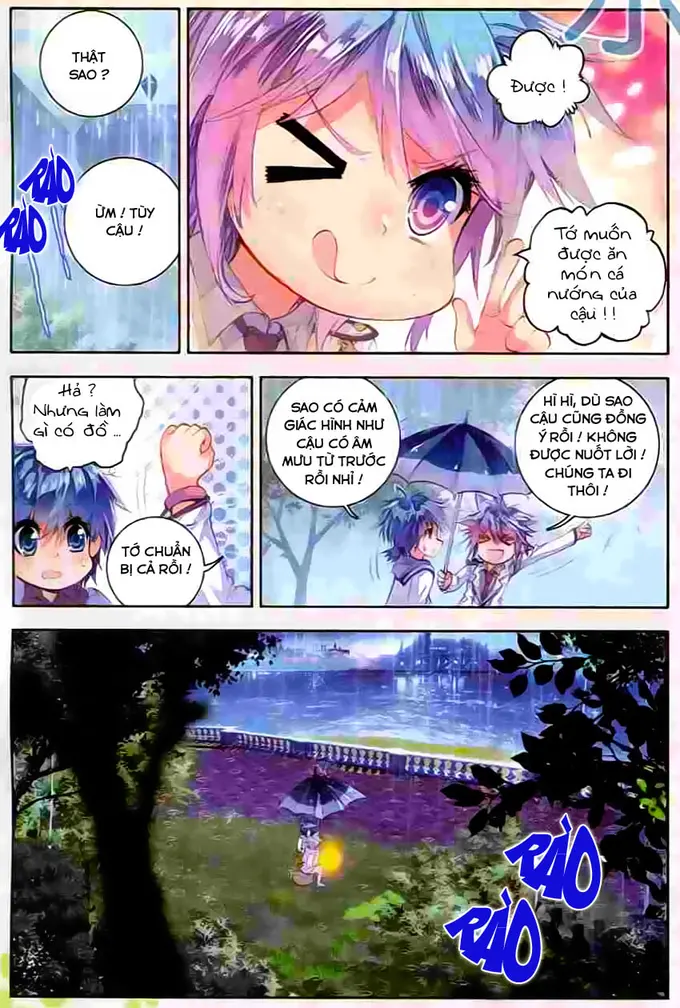 THẬT
SAO ?
RÀO
RÀO
ỪM ! TÙY
CẬU !
Được !
Tớ muốn
được ăn
món cá
nướng của
cậu ! !
Hả ?
Nhưng làm
gì có đồ ...
TỚ CHUẨN
BỊ CẢ RỒI !
SAO CÓ CẢM
GIÁC HÌNH NHƯ
CẬU CÓ ÂM
MƯU TỪ TRƯỚC
RỒI NHỈ !
HÌ HÌ, DÙ SAO
CẬU CŨNG ĐỒNG
Ý RỒI ! KHÔNG
ĐƯỢC NUỐT LỜI !
CHÚNG TA ĐI
THÔI !
RÀO
RÀO